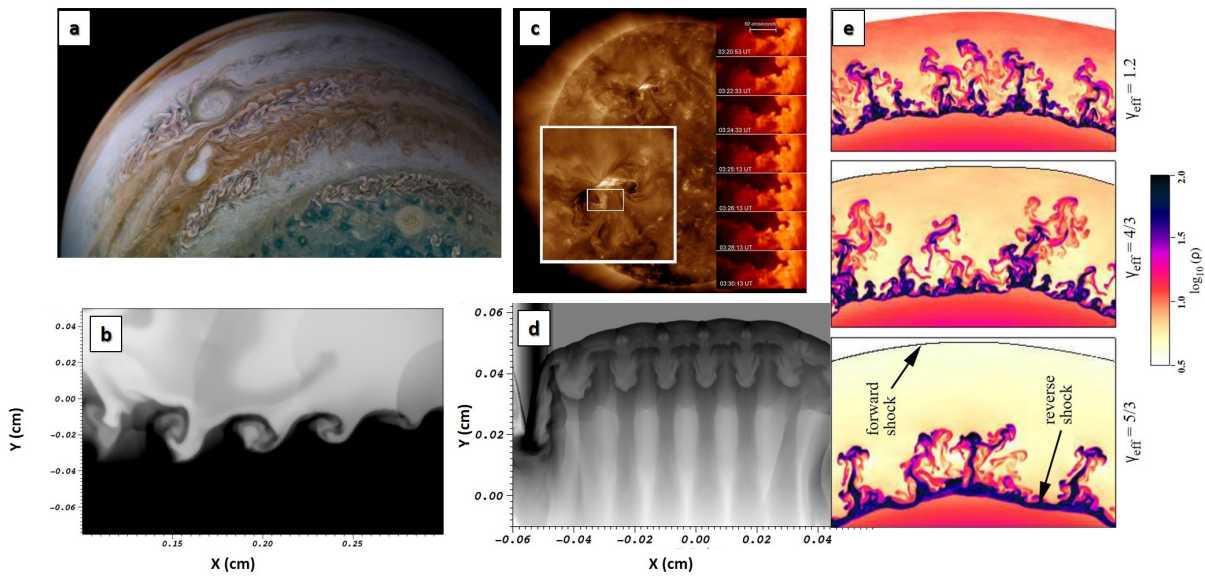 a
c
50 arcseconds
03:20:53 UT
03:22:33 UT
03:24:33 UT
03:25:13 UT
03:26:13 UT
03:28:13 UT
03:30:13 UT
e
γeff = 1.2
γeff = 4/3
forward
shock
reverse
shock
γeff = 5/3
2.0
1.5
1.0
0.5
log10 (ρ)
b
Y (cm)
0.04
0.02
0.00
-0.02
-0.04
-0.06
0.15
0.20
0.25
X (cm)
d
0.06
0.04
0.02
0.00
-0.06
-0.04
-0.02
0.00
0.02
0.04
X (cm)